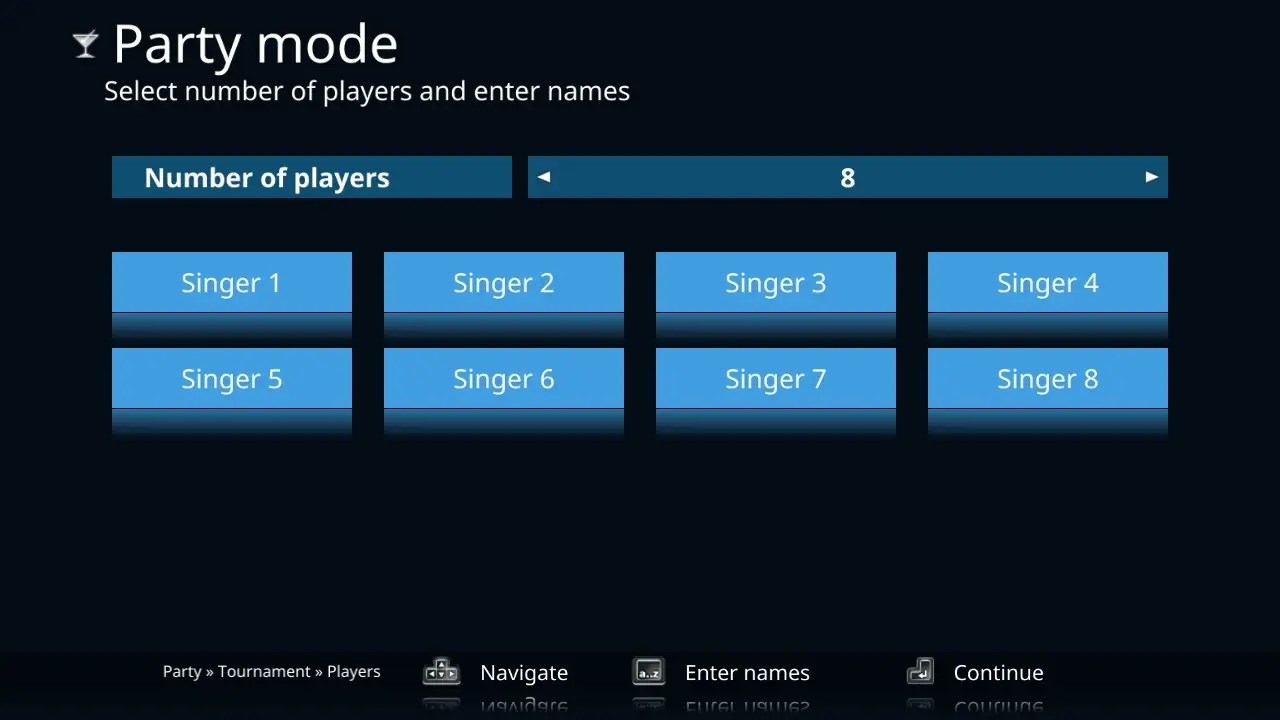 Party mode
Select number of players and enter names
Number of players ◄ 8 ►
Singer 1 Singer 2 Singer 3 Singer 4
Singer 5 Singer 6 Singer 7 Singer 8
Party » Tournament » Players a..z Navigate Enter names Continue